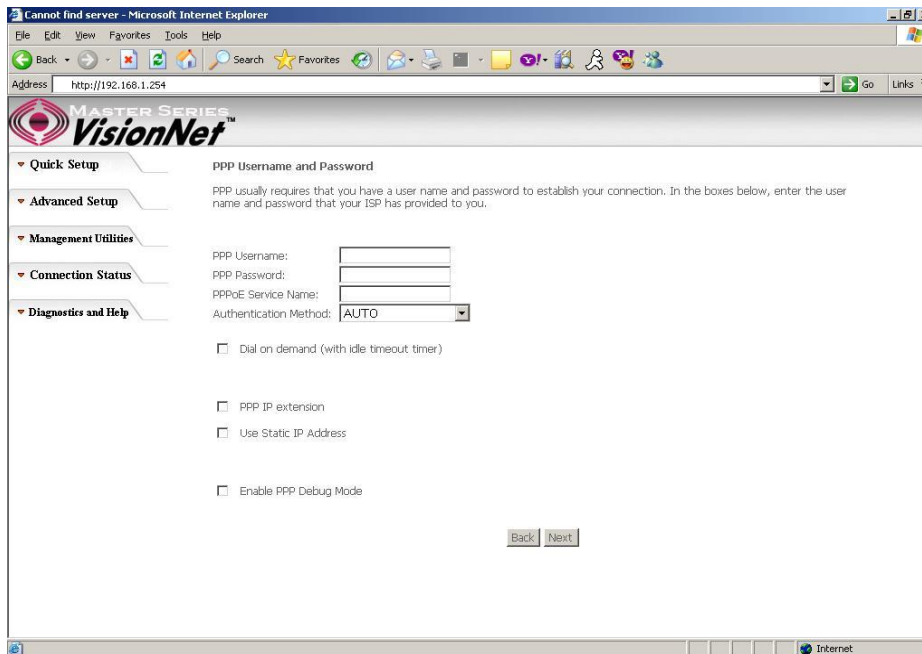 Cannot find server - Microsoft Internet Explorer
File Edit View Favorites Tools Help
Back Search Favorites
Address http://192.168.1.254 Go Links
MASTER SERIES
VisionNet™
Quick Setup
Advanced Setup
Management Utilities
Connection Status
Diagnostics and Help
PPP Username and Password
PPP usually requires that you have a user name and password to establish your connection. In the boxes below, enter the user
name and password that your ISP has provided to you.
PPP Username:
PPP Password:
PPPoE Service Name:
Authentication Method: AUTO
Dial on demand (with idle timeout timer)
PPP IP extension
Use Static IP Address
Enable PPP Debug Mode
Back Next
Internet